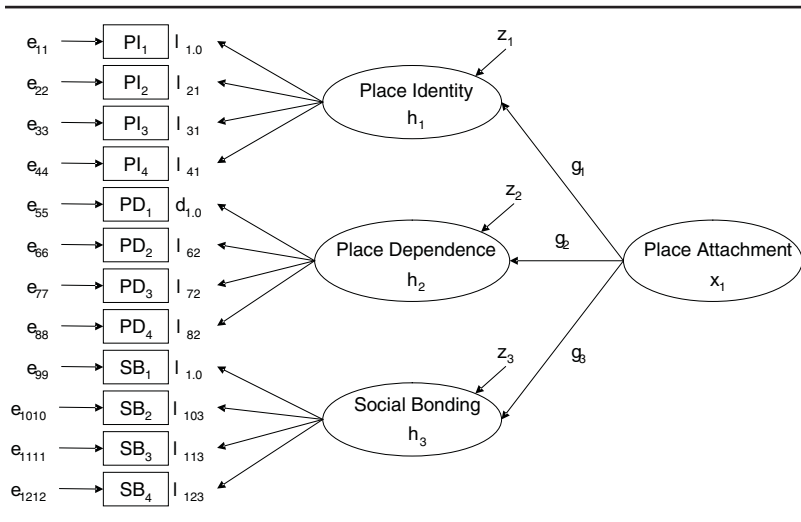 e₁₁ PI₁ l ₁.₀
z₁
e₂₂ PI₂ l ₂₁
Place Identity
h₁
e₃₃ PI₃ l ₃₁
e₄₄ PI₄ l ₄₁
g₁
e₅₅ PD₁ d₁.₀
z₂
e₆₆ PD₂ l ₆₂
Place Dependence
h₂
g₂
Place Attachment
x₁
e₇₇ PD₃ l ₇₂
e₈₈ PD₄ l ₈₂
g₃
e₉₉ SB₁ l ₁.₀
z₃
e₁₀₁₀ SB₂ l ₁₀₃
Social Bonding
h₃
e₁₁₁₁ SB₃ l ₁₁₃
e₁₂₁₂ SB₄ l ₁₂₃